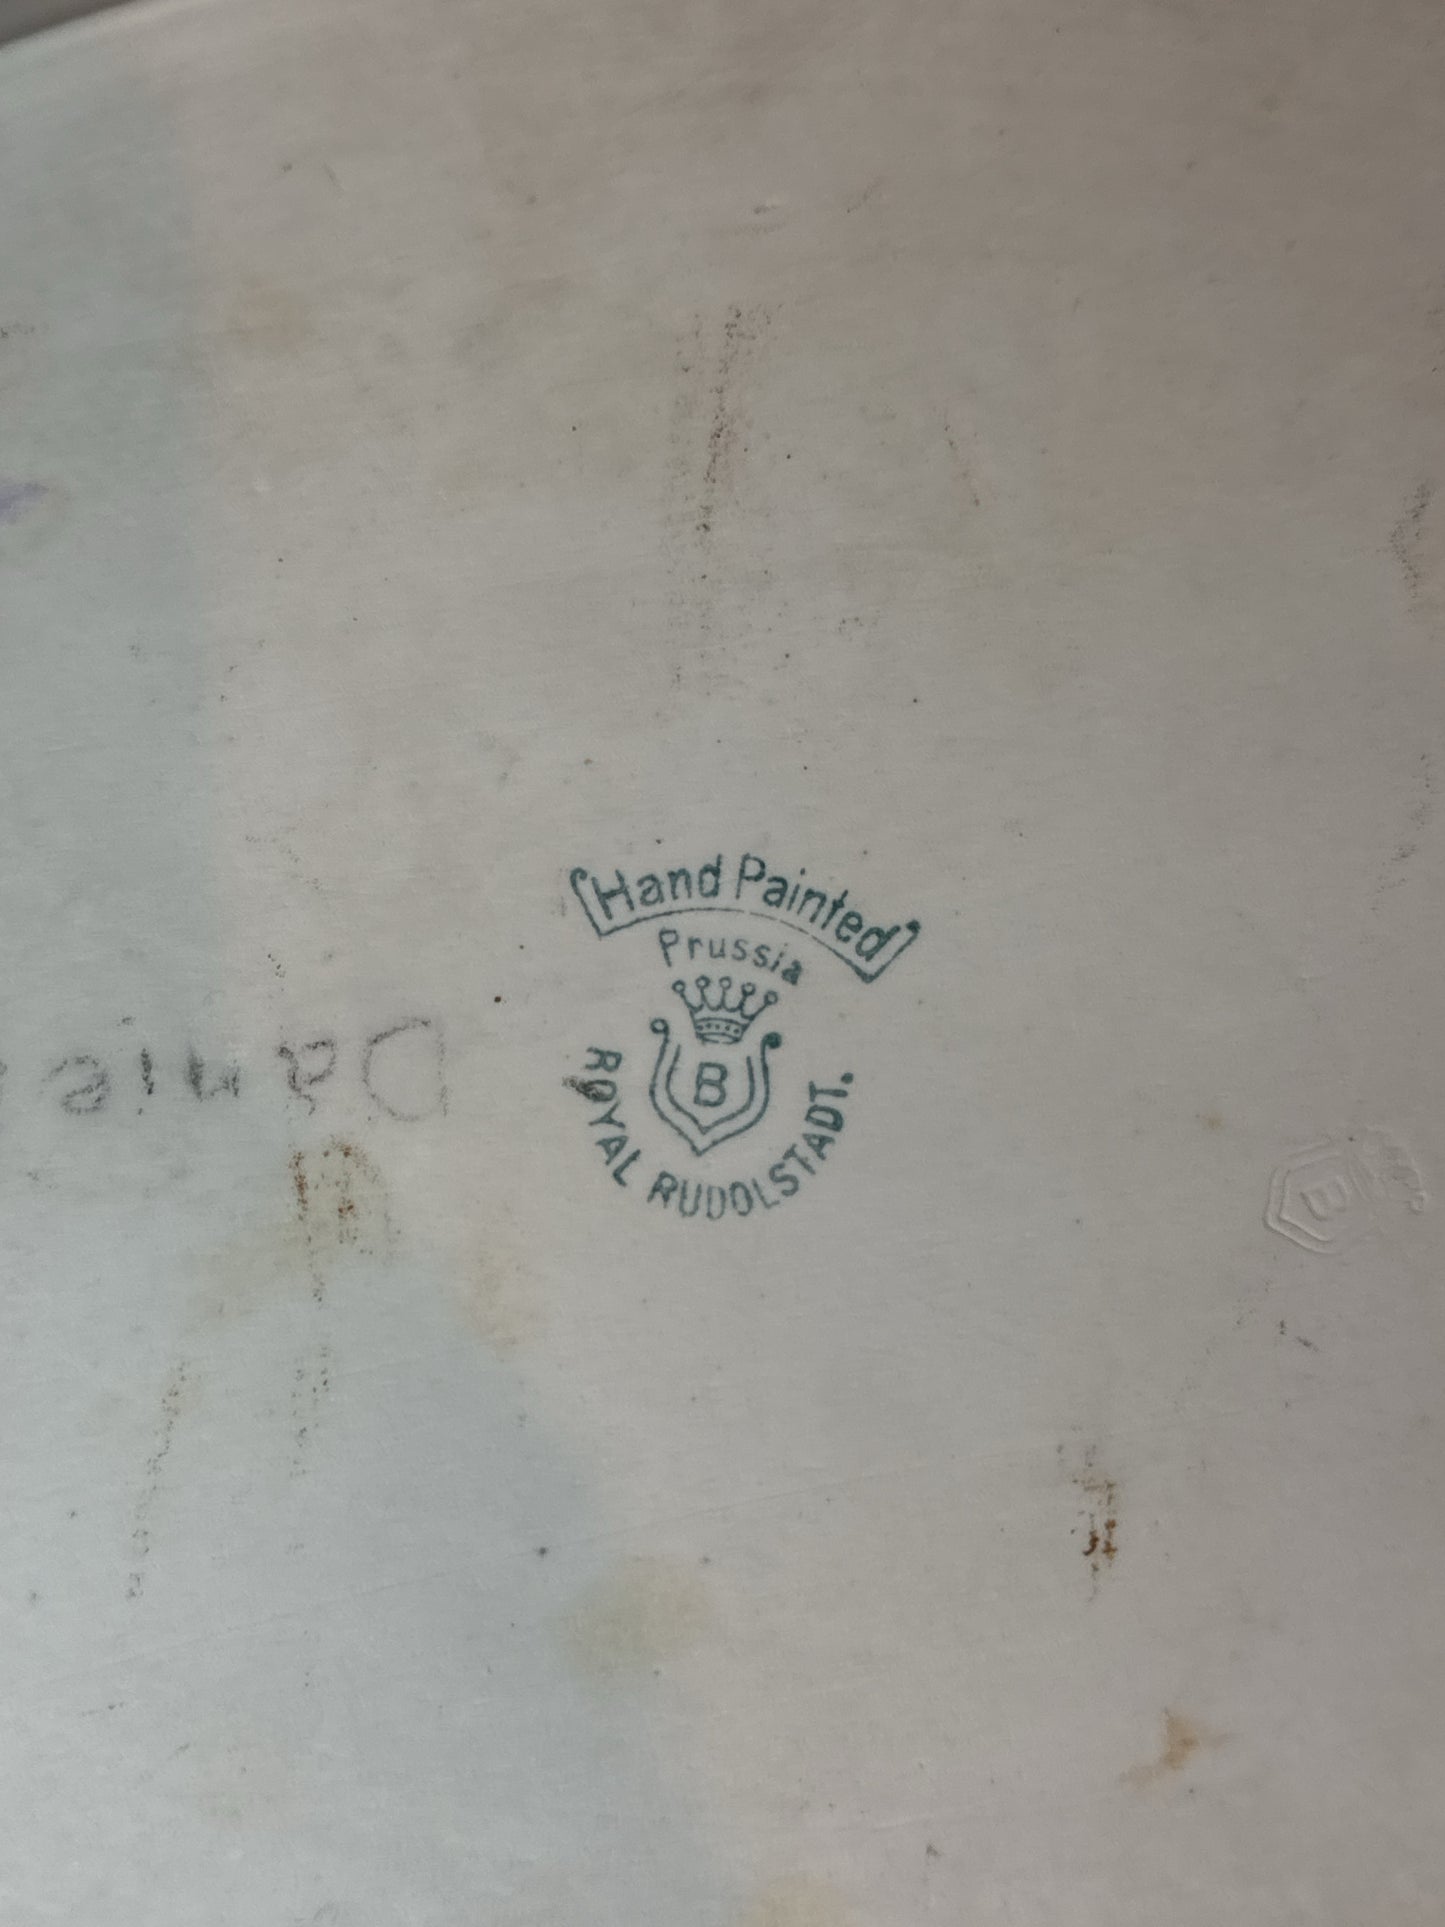 Hand Painted
Prussia
B
ROYAL RUDOLSTADT.